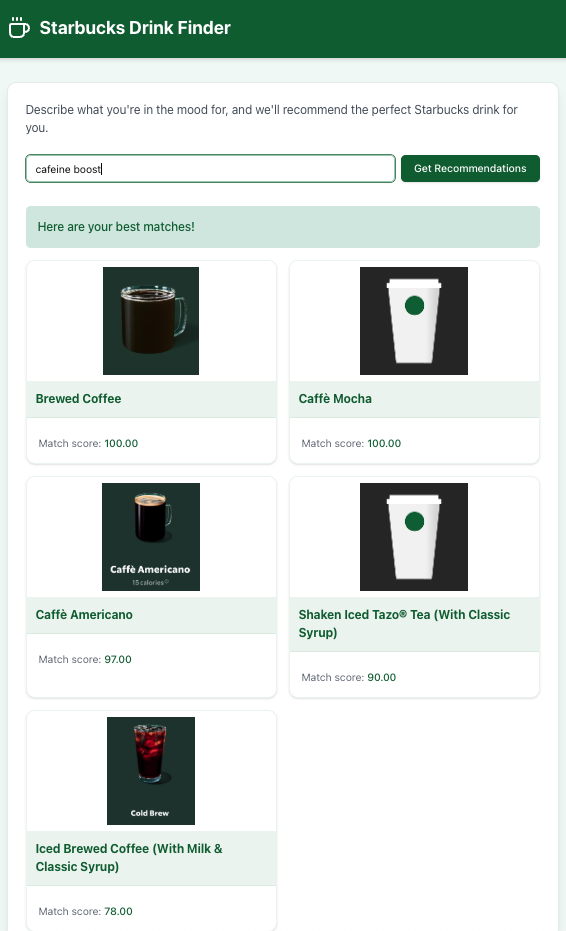 Starbucks Drink Finder
Describe what you're in the mood for, and we'll recommend the perfect Starbucks drink for
you.
cafeine boost
Get Recommendations
Here are your best matches!
Brewed Coffee
Match score: 100.00
Caffè Mocha
Match score: 100.00
Caffè Americano
15 calories
Caffè Americano
Match score: 97.00
Shaken Iced Tazo® Tea (With Classic
Syrup)
Match score: 90.00
Cold Brew
Iced Brewed Coffee (With Milk &
Classic Syrup)
Match score: 78.00